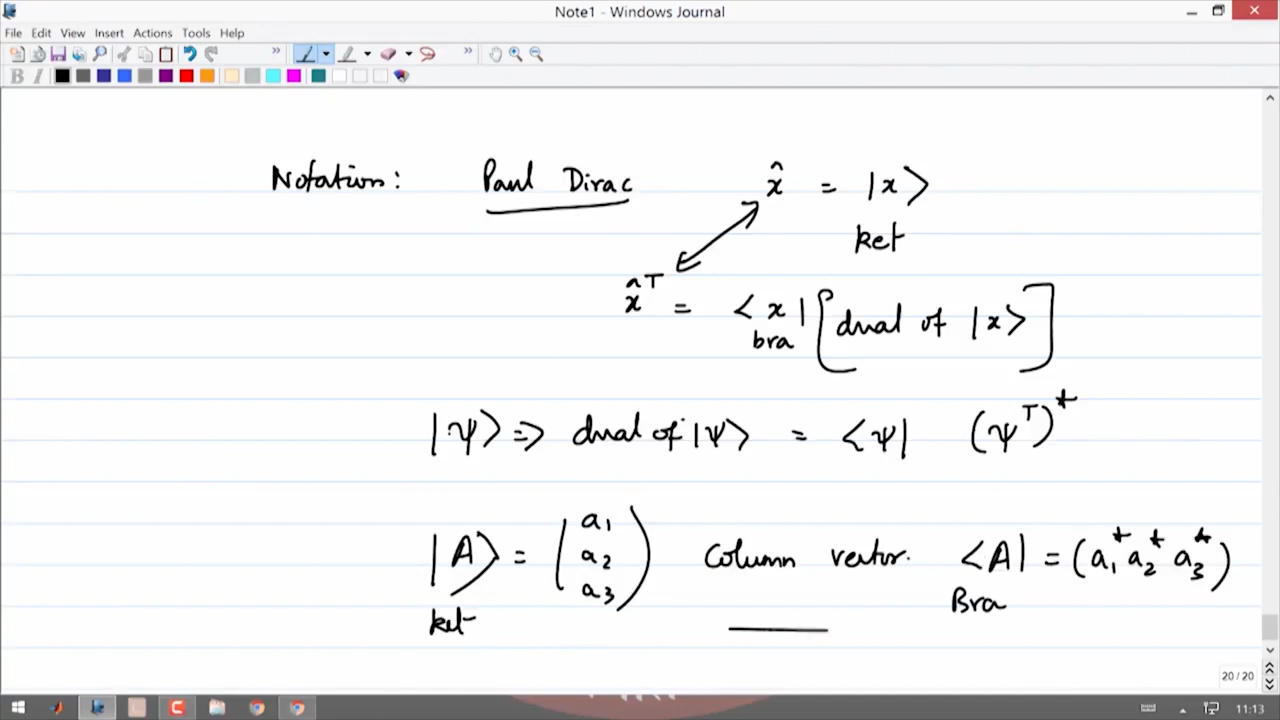 Note1 - Windows Journal
File Edit View Insert Actions Tools Help
B I
Notation: Paul Dirac x̂ = |x⟩
ket
x̂ᵀ = ⟨x| [dual of |x⟩]
bra
|ψ⟩ => dual of |ψ⟩ = ⟨ψ| (ψᵀ)*
|A⟩ = (a₁ a₂ a₃) Column vector. ⟨A| = (a₁* a₂* a₃*)
ket Bra
20 / 20
11:13